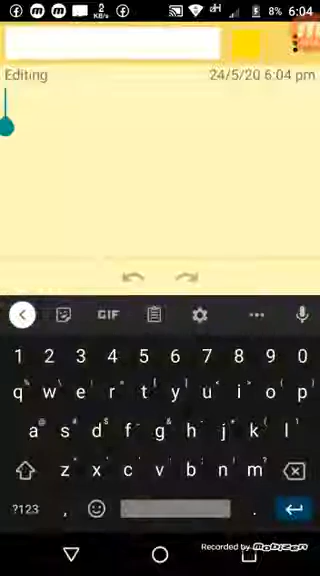 2
KB/s
8% 6:04
Editing 24/5/20 6:04 pm
GIF
1 2 3 4 5 6 7 8 9 0
q w e r t y u i o p
a s d f g h j k l
z x c v b n m
?123 , .
Recorded by Mobizen